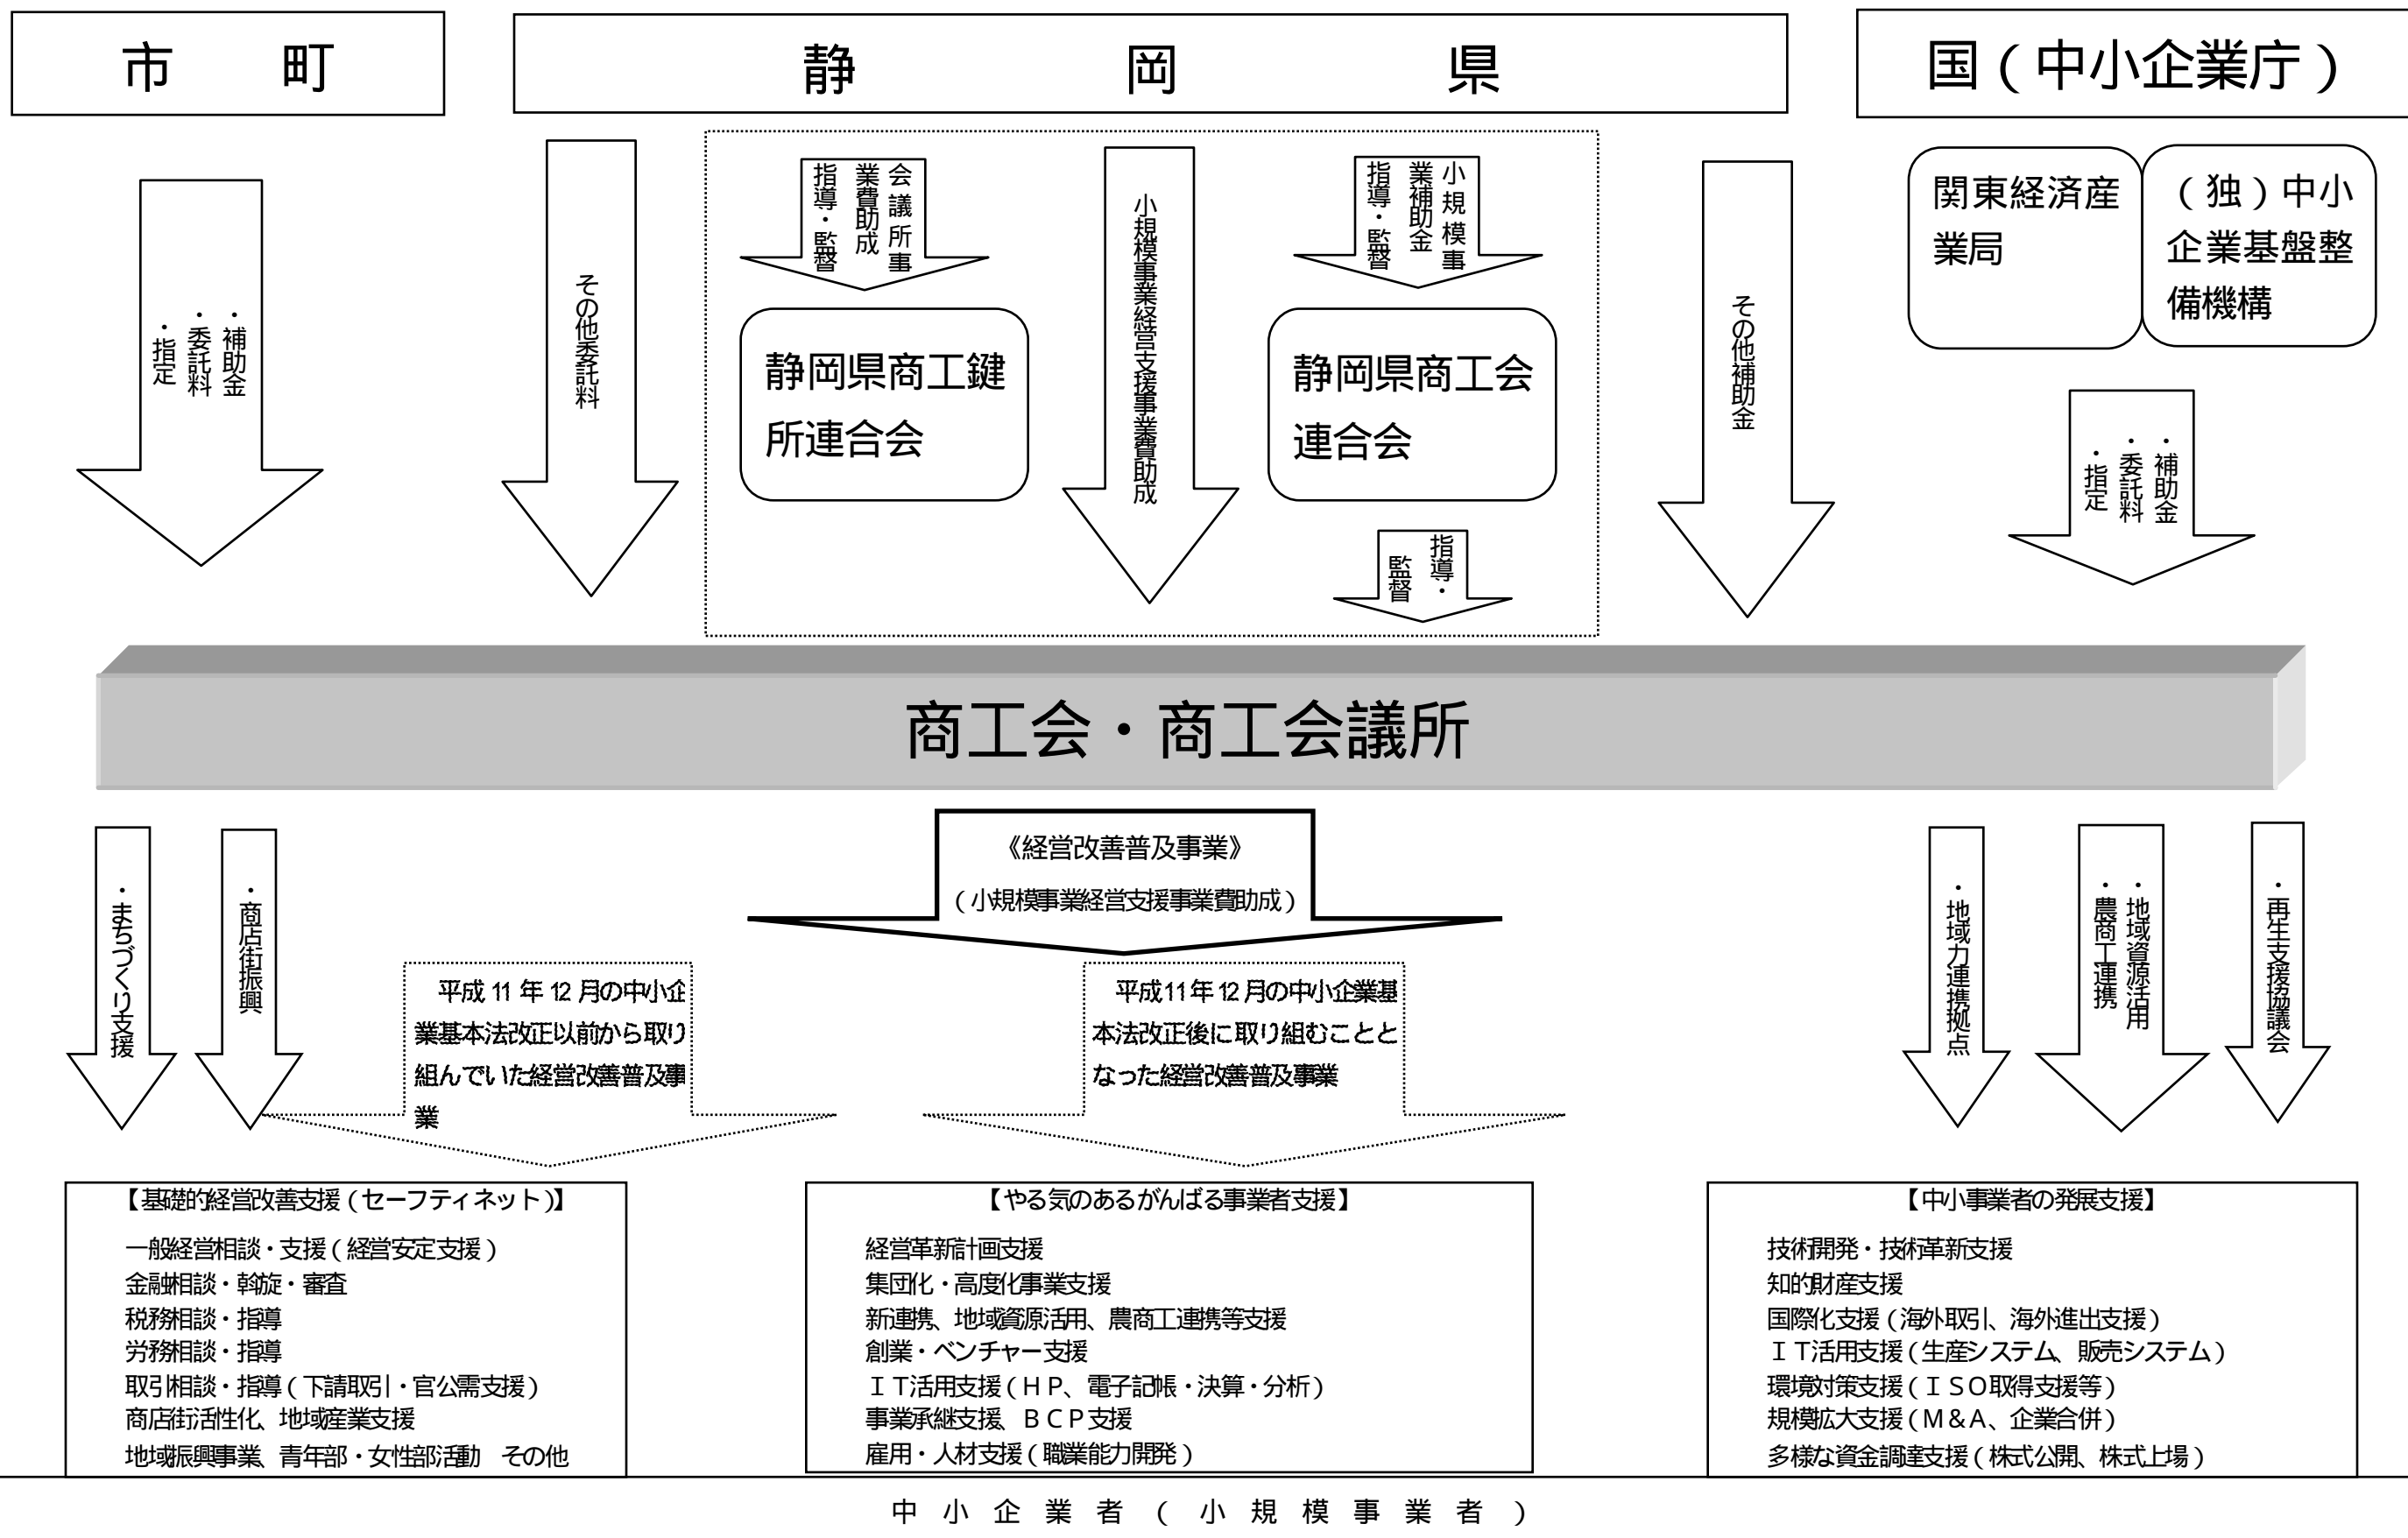 市　町
静　岡　県
国（中小企業庁）
・補助金
・委託料
・指定
その他委託料
会議所事
業費助成
指導・監督
静岡県商工鍵
所連合会
小規模事業経営支援事業費助成
小規模事
業補助金
指導・監督
静岡県商工会
連合会
指導・
監督
その他補助金
関東経済産
業局
（独）中小
企業基盤整
備機構
・補助金
・委託料
・指定
商工会・商工会議所
・まちづくり支援
・商店街振興
《経営改善普及事業》
（小規模事業経営支援事業費助成）
平成11年12月の中小企
業基本法改正以前から取り
組んでいた経営改善普及事
業
平成11年12月の中小企業基
本法改正後に取り組むことと
なった経営改善普及事業
・地域力連携拠点
・地域資源活用
・農商工連携
・再生支援協議会
【基礎的経営改善支援（セーフティネット）】
一般経営相談・支援（経営安定支援）
金融相談・斡旋・審査
税務相談・指導
労務相談・指導
取引相談・指導（下請取引・官公需支援）
商店街活性化、地域産業支援
地域振興事業、青年部・女性部活動　その他
【やる気のあるがんばる事業者支援】
経営革新計画支援
集団化・高度化事業支援
新連携、地域資源活用、農商工連携等支援
創業・ベンチャー支援
ＩＴ活用支援（ＨＰ、電子記帳・決算・分析）
事業承継支援、ＢＣＰ支援
雇用・人材支援（職業能力開発）
【中小事業者の発展支援】
技術開発・技術革新支援
知的財産支援
国際化支援（海外取引、海外進出支援）
ＩＴ活用支援（生産システム、販売システム）
環境対策支援（ＩＳＯ取得支援等）
規模拡大支援（Ｍ＆Ａ、企業合併）
多様な資金調達支援（株式公開、株式上場）
中小企業者（小規模事業者）